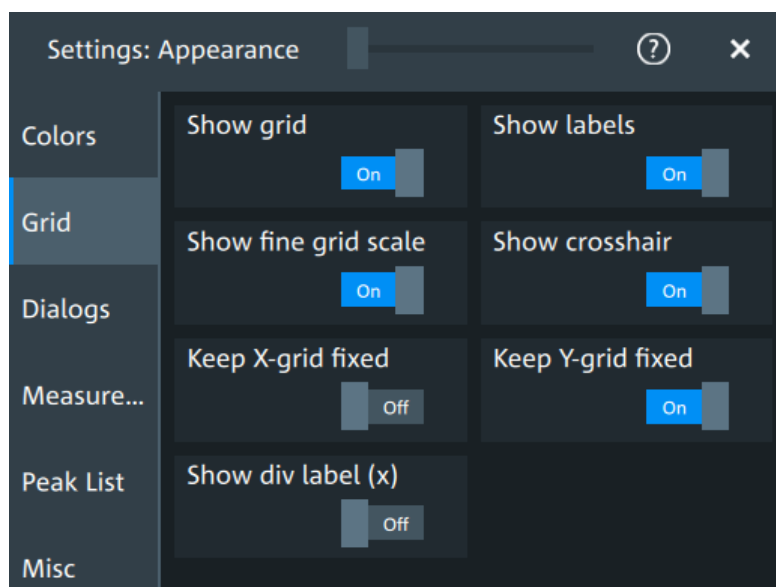 Settings: Appearance ? ×
Colors
Grid
Dialogs
Measure...
Peak List
Misc
Show grid
On
Show labels
On
Show fine grid scale
On
Show crosshair
On
Keep X-grid fixed
Off
Keep Y-grid fixed
On
Show div label (x)
Off